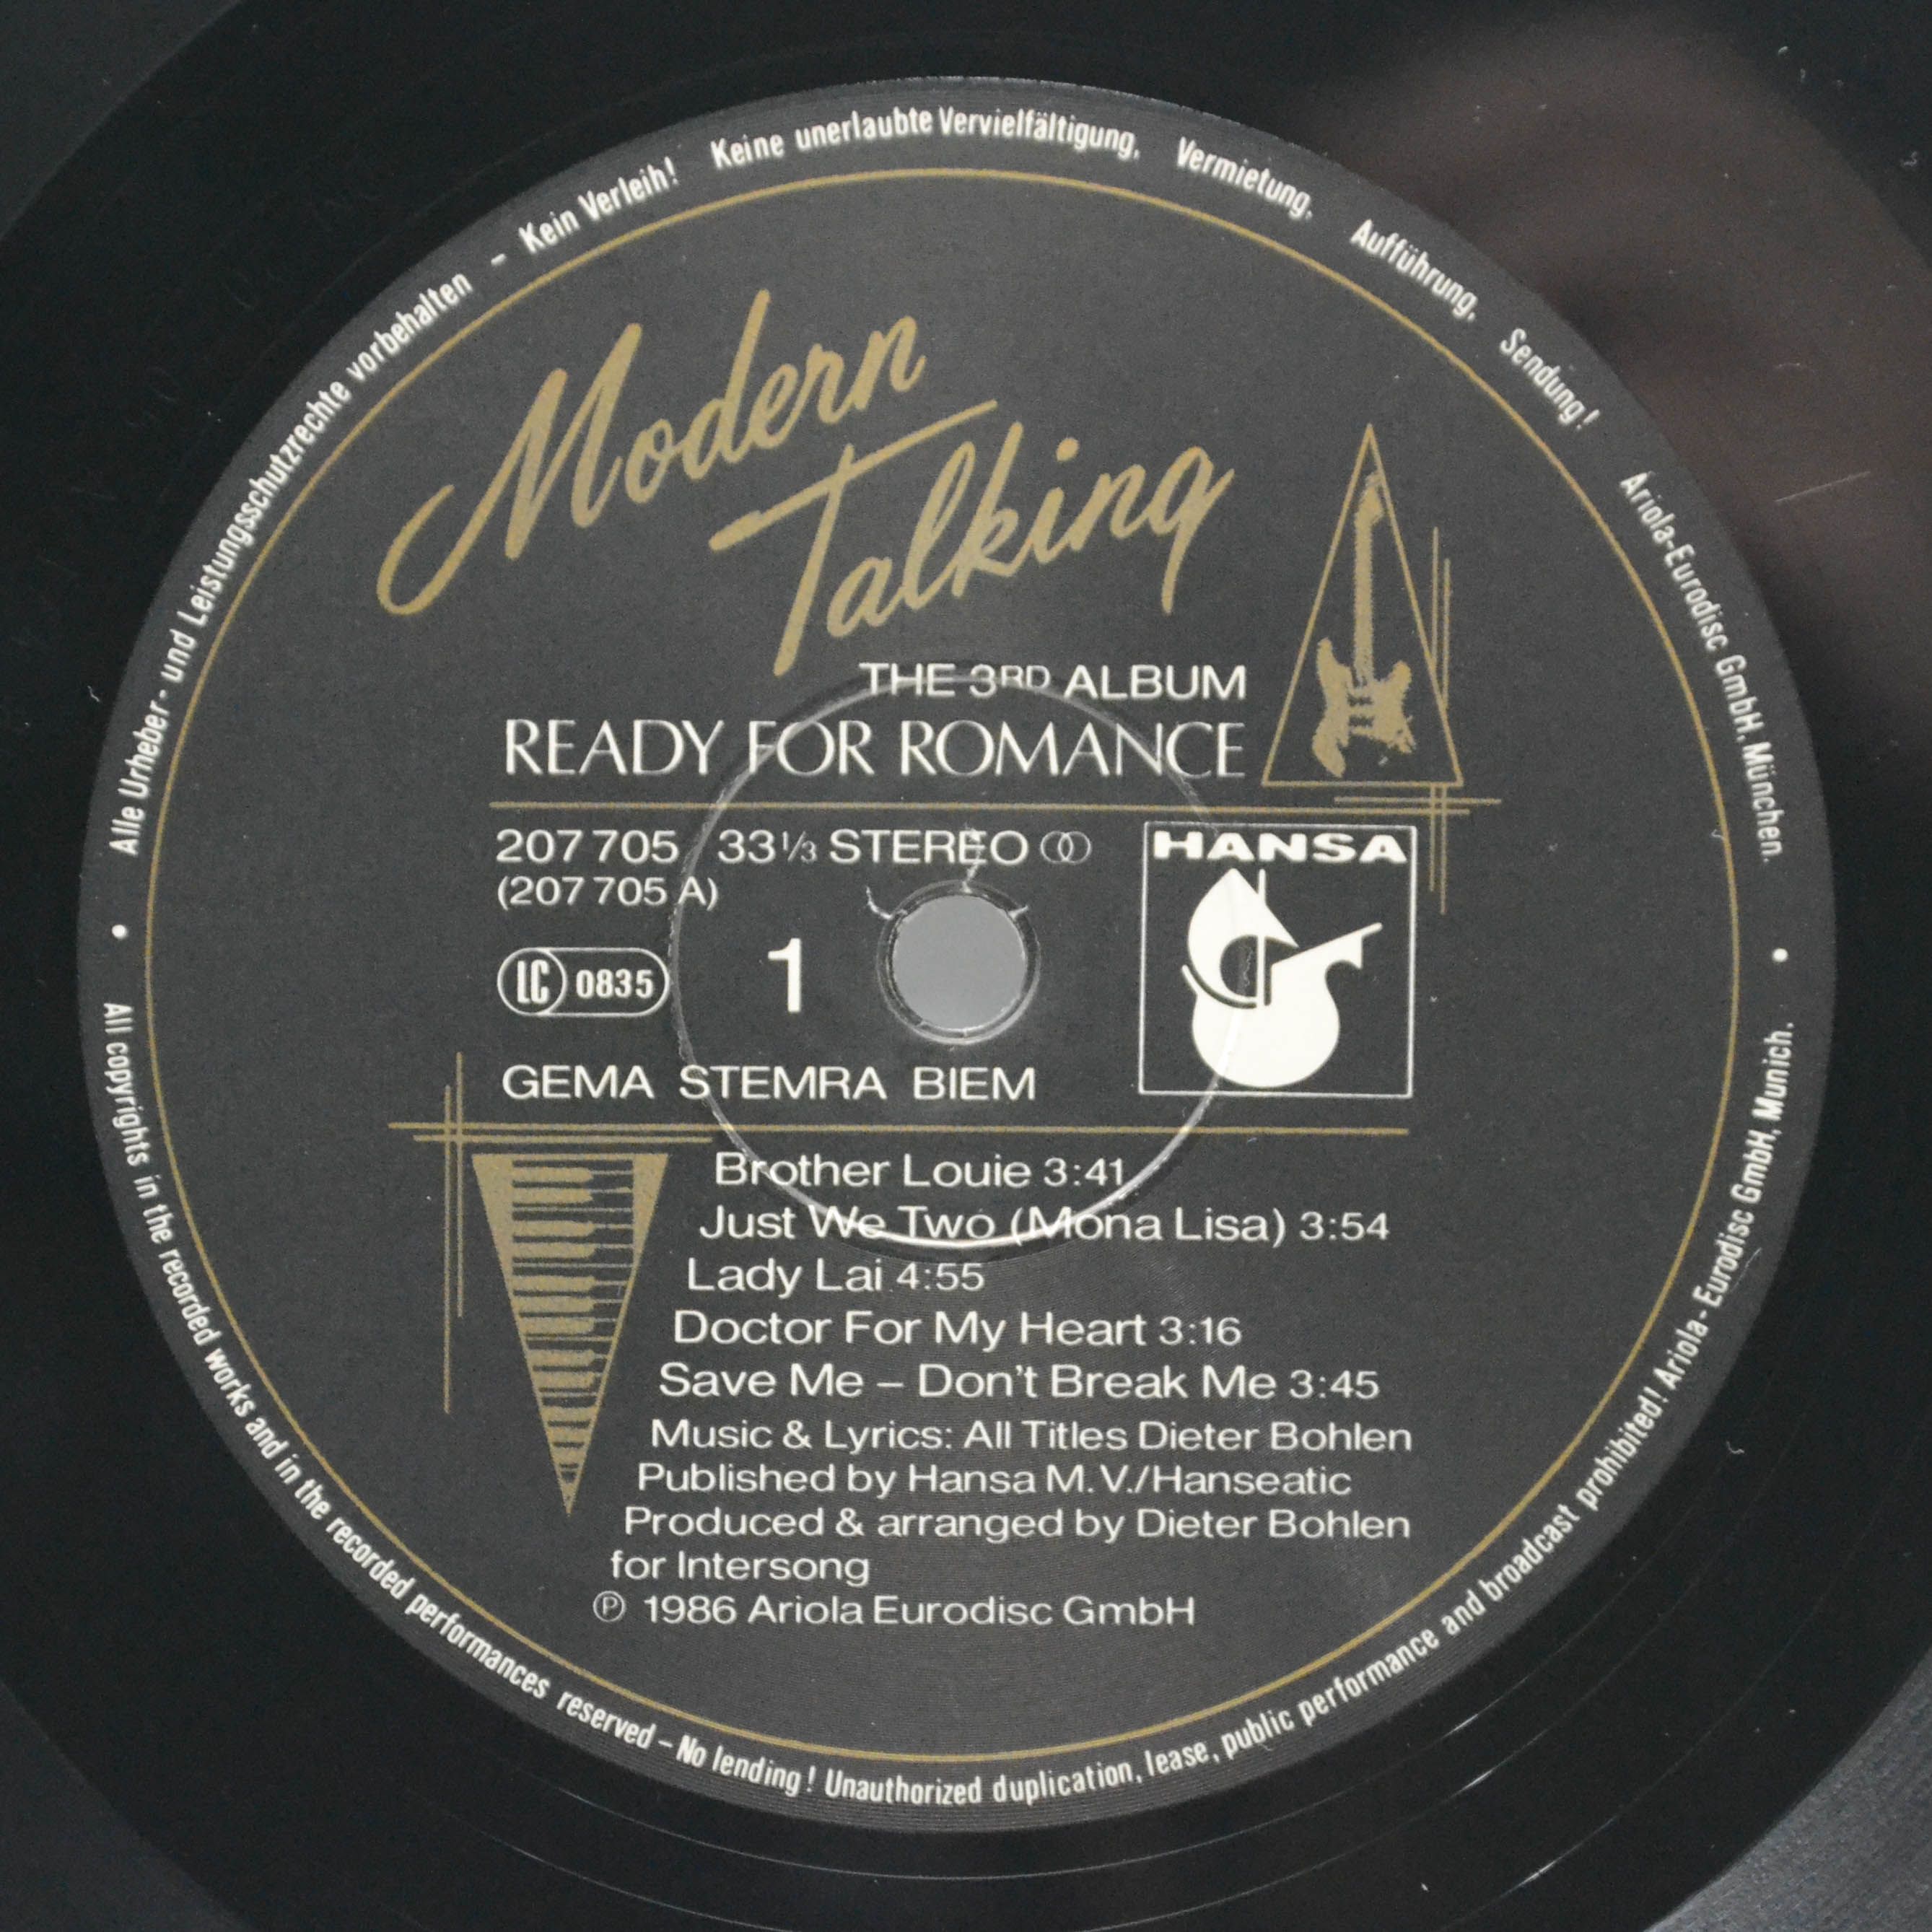 Alle Urheber- und Leistungsschutzrechte vorbehalten – Kein Verleih! Keine unerlaubte Vervielfältigung, Vermietung, Aufführung, Sendung! Ariola-Eurodisc GmbH, München.
Modern
Talking
THE 3RD ALBUM
READY FOR ROMANCE
207 705 33 1/3 STEREO
(207 705 A)
HANSA
LC 0835
1
GEMA STEMRA BIEM
Brother Louie 3:41
Just We Two (Mona Lisa) 3:54
Lady Lai 4:55
Doctor For My Heart 3:16
Save Me – Don't Break Me 3:45
Music & Lyrics: All Titles Dieter Bohlen
Published by Hansa M.V./Hanseatic
Produced & arranged by Dieter Bohlen
for Intersong
℗ 1986 Ariola Eurodisc GmbH
All copyrights in the recorded works and in the recorded performances reserved – No lending! Unauthorized duplication, lease, public performance and broadcast prohibited! Ariola-Eurodisc GmbH, Munich.